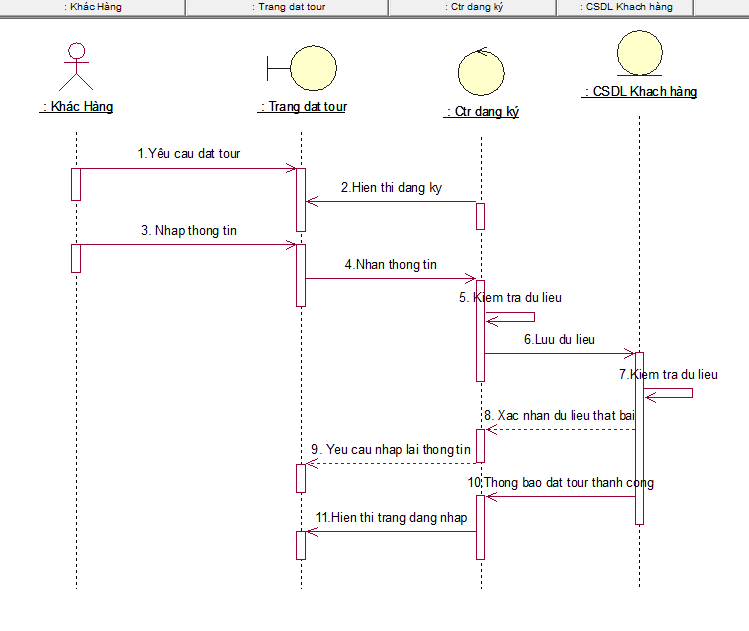 : Khác Hàng
: Trang dat tour
: Ctr dang ký
: CSDL Khach hàng
: Khác Hàng
: Trang dat tour
: Ctr dang ký
: CSDL Khach hàng
1.Yêu cau dat tour
2.Hien thi dang ky
3. Nhap thong tin
4.Nhan thong tin
5. Kiem tra du lieu
6.Luu du lieu
7.Kiem tra du lieu
8. Xac nhan du lieu that bai
9. Yeu cau nhap lai thong tin
10.Thong bao dat tour thanh cong
11.Hien thi trang dang nhap